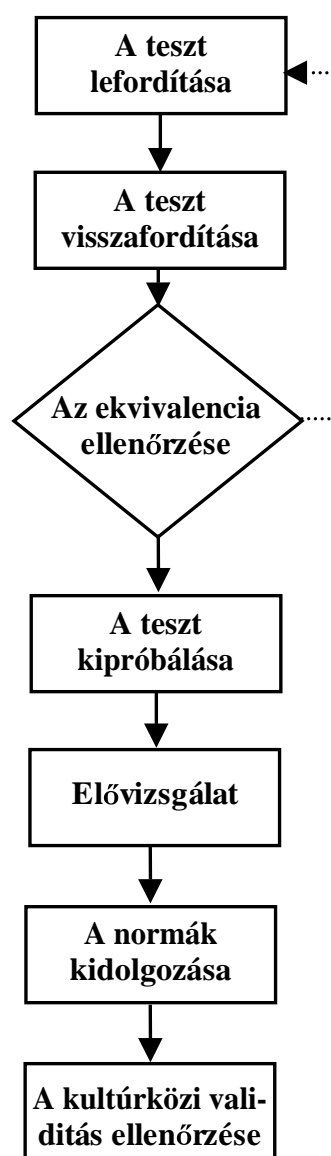 A teszt
lefordítása
A teszt
visszafordítása
Az ekvivalencia
ellenőrzése
A teszt
kipróbálása
Elővizsgálat
A normák
kidolgozása
A kultúrközi vali-
ditás ellenőrzése